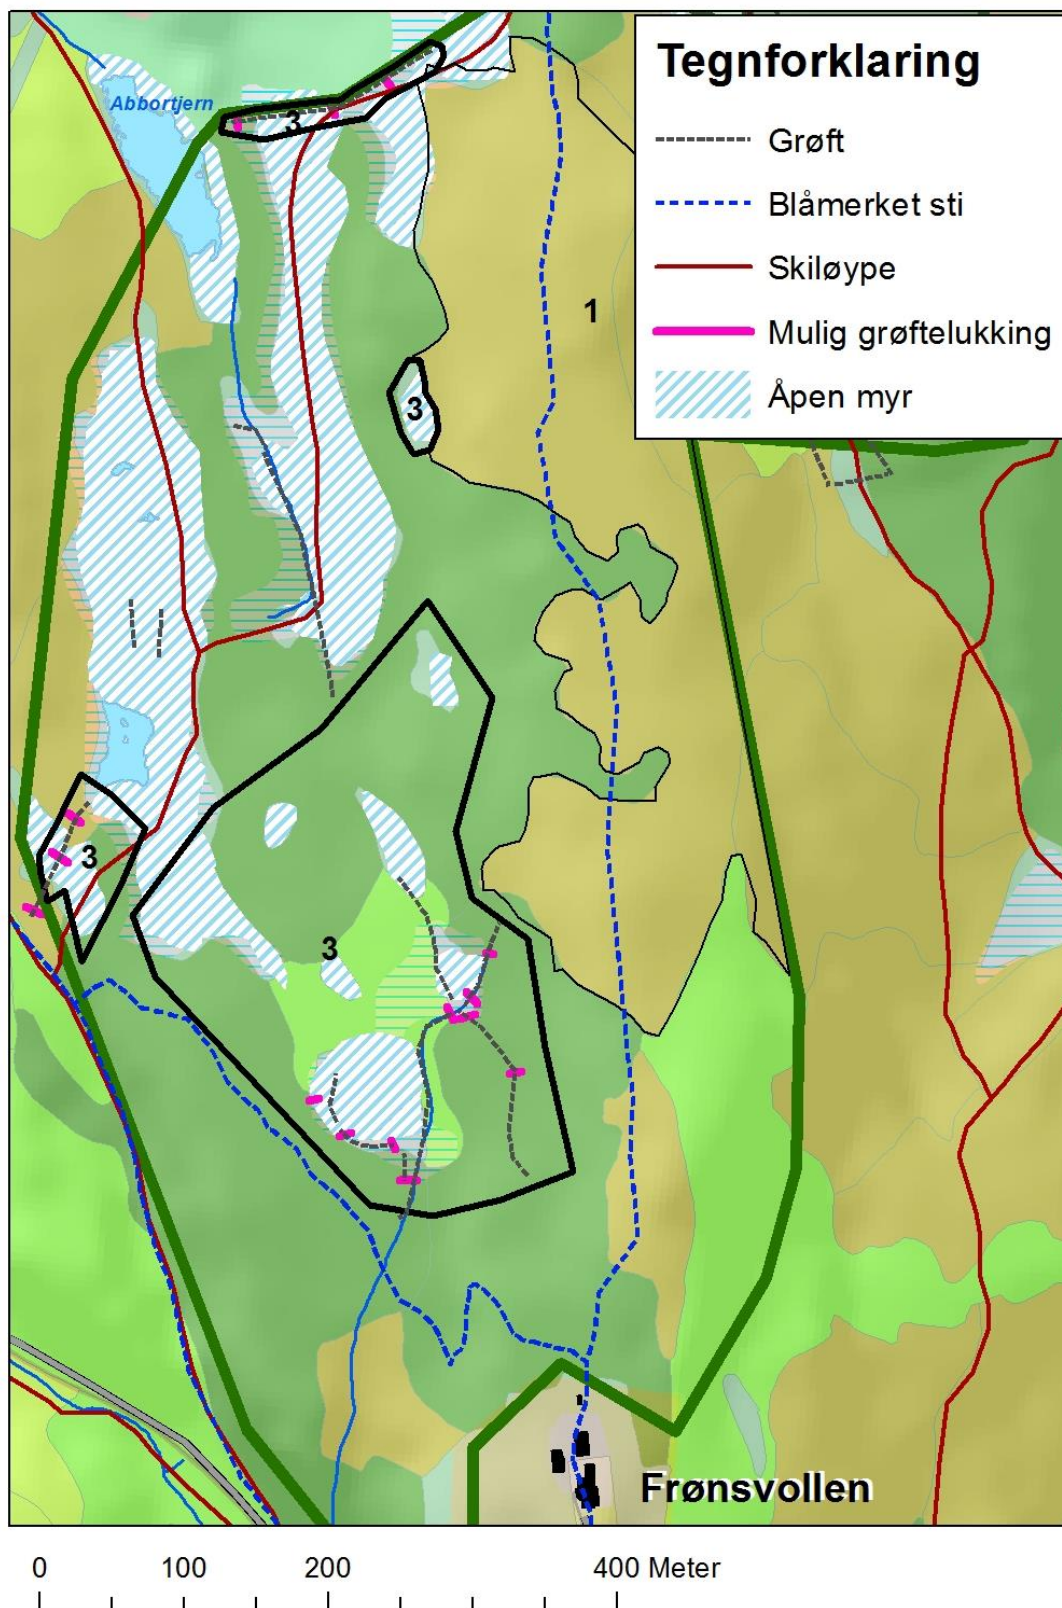 Tegnforklaring
Grøft
Blåmerket sti
Skiløype
Mulig grøftelukking
Åpen myr
Abbortjern
3
1
3
3
3
Frønsvollen
0 100 200 400 Meter